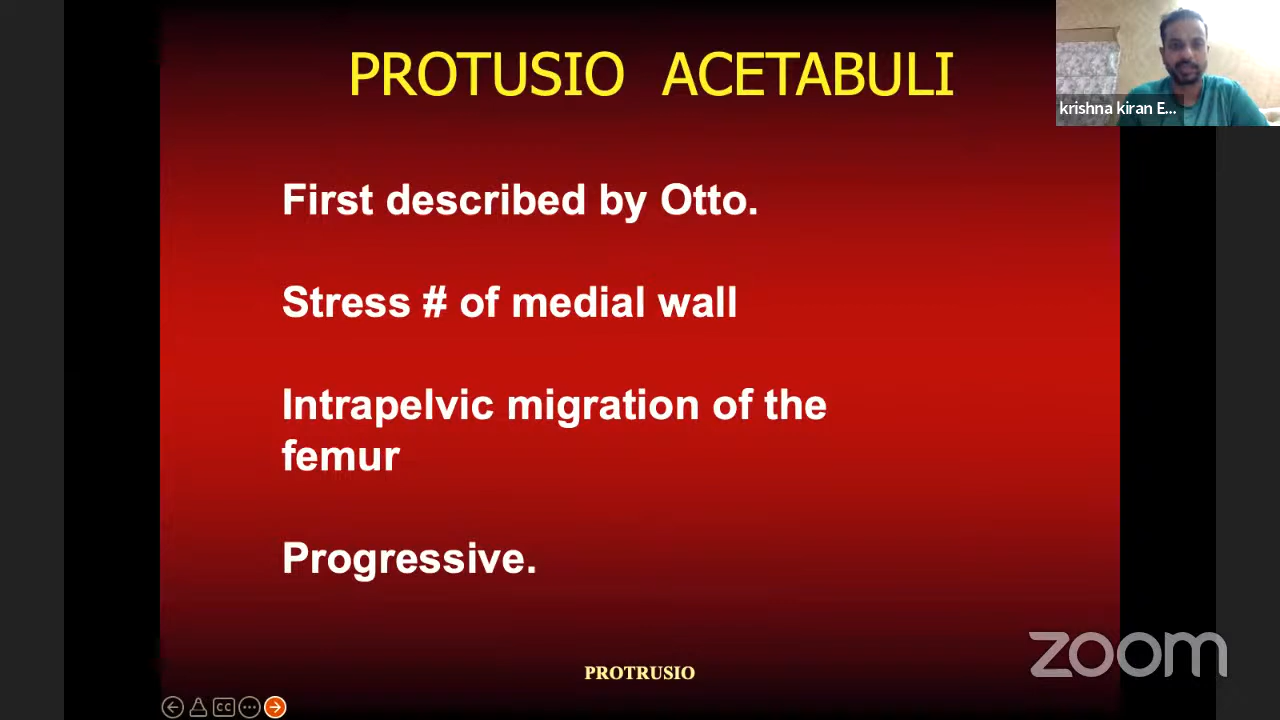 PROTUSIO ACETABULI
krishna kiran E...
First described by Otto.
Stress # of medial wall
Intrapelvic migration of the
femur
Progressive.
zoom
PROTRUSIO
CC